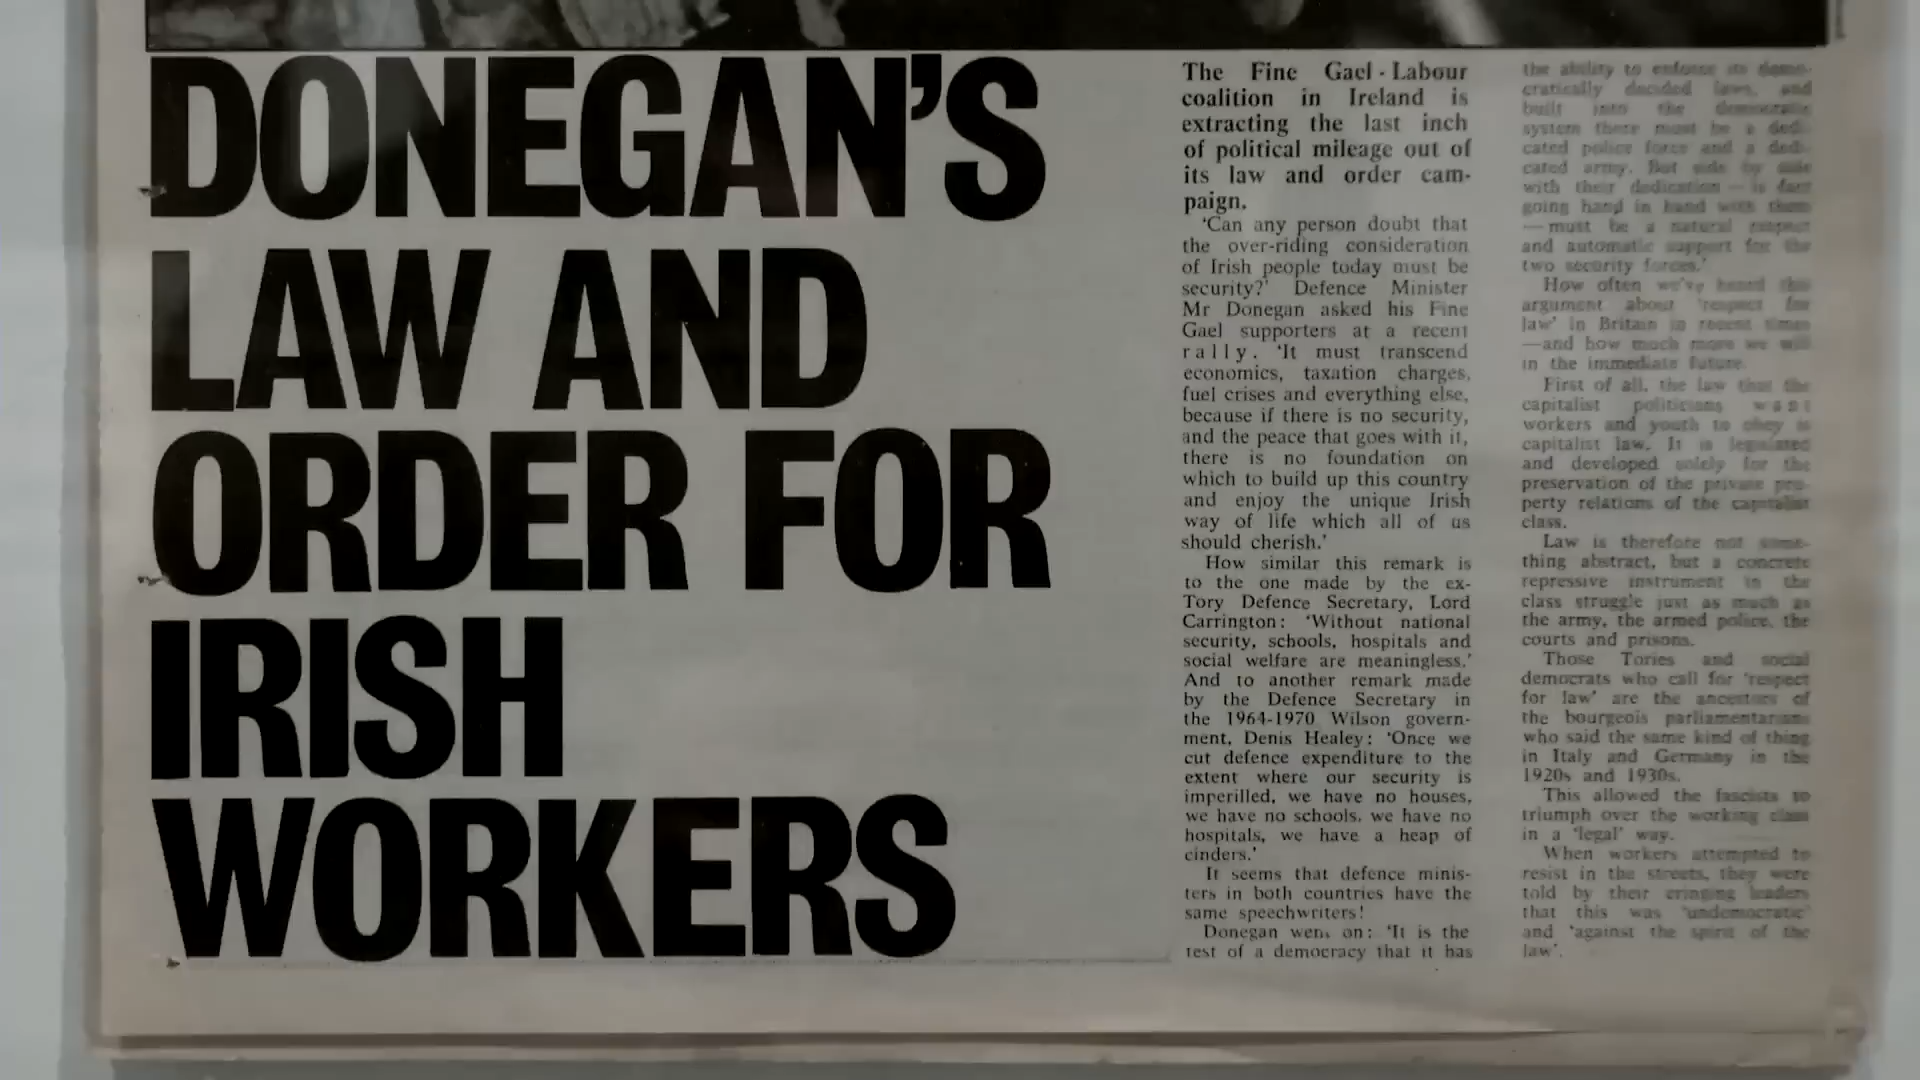 DONEGAN'S
LAW AND
ORDER FOR
IRISH
WORKERS
The Fine Gael - Labour
coalition in Ireland is
extracting the last inch
of political mileage out of
its law and order cam-
paign.
'Can any person doubt that
the over-riding consideration
of Irish people today must be
security?' Defence Minister
Mr Donegan asked his Fine
Gael supporters at a recent
rally. 'It must transcend
economics, taxation charges,
fuel crises and everything else,
because if there is no security,
and the peace that goes with it,
there is no foundation on
which to build up this country
and enjoy the unique Irish
way of life which all of us
should cherish.'
How similar this remark is
to the one made by the ex-
Tory Defence Secretary, Lord
Carrington: 'Without national
security, schools, hospitals and
social welfare are meaningless.'
And to another remark made
by the Defence Secretary in
the 1964-1970 Wilson govern-
ment, Denis Healey: 'Once we
cut defence expenditure to the
extent where our security is
imperilled, we have no houses,
we have no schools, we have no
hospitals, we have a heap of
cinders.'
It seems that defence minis-
ters in both countries have the
same speechwriters!
Donegan went on: 'It is the
test of a democracy that it has
the ability to enforce its demo-
cratically decided laws, and
built into the democratic
system there must be a dedi-
cated police force and a dedi-
cated army. But side by side
with their dedication — is fast
going hand in hand with them
—must be a natural respect
and automatic support for the
two security forces.'
How often we've heard this
argument about 'respect for
law' in Britain in recent times
—and how much more we will
in the immediate future.
First of all, the law that the
capitalist politicians want
workers and youth to obey is
capitalist law. It is legislated
and developed solely for the
preservation of the private pro-
perty relations of the capitalist
class.
Law is therefore not some-
thing abstract, but a concrete
repressive instrument in the
class struggle just as much as
the army, the armed police, the
courts and prisons.
Those Tories and social
democrats who call for 'respect
for law' are the ancestors of
the bourgeois parliamentarians
who said the same kind of thing
in Italy and Germany in the
1920s and 1930s.
This allowed the fascists to
triumph over the working class
in a 'legal' way.
When workers attempted to
resist in the streets, they were
told by their cringing leaders
that this was 'undemocratic'
and 'against the spirit of the
law'.